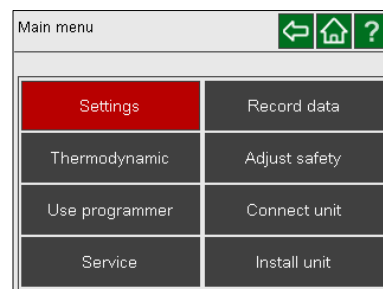 Main menu
?
Settings
Record data
Thermodynamic
Adjust safety
Use programmer
Connect unit
Service
Install unit